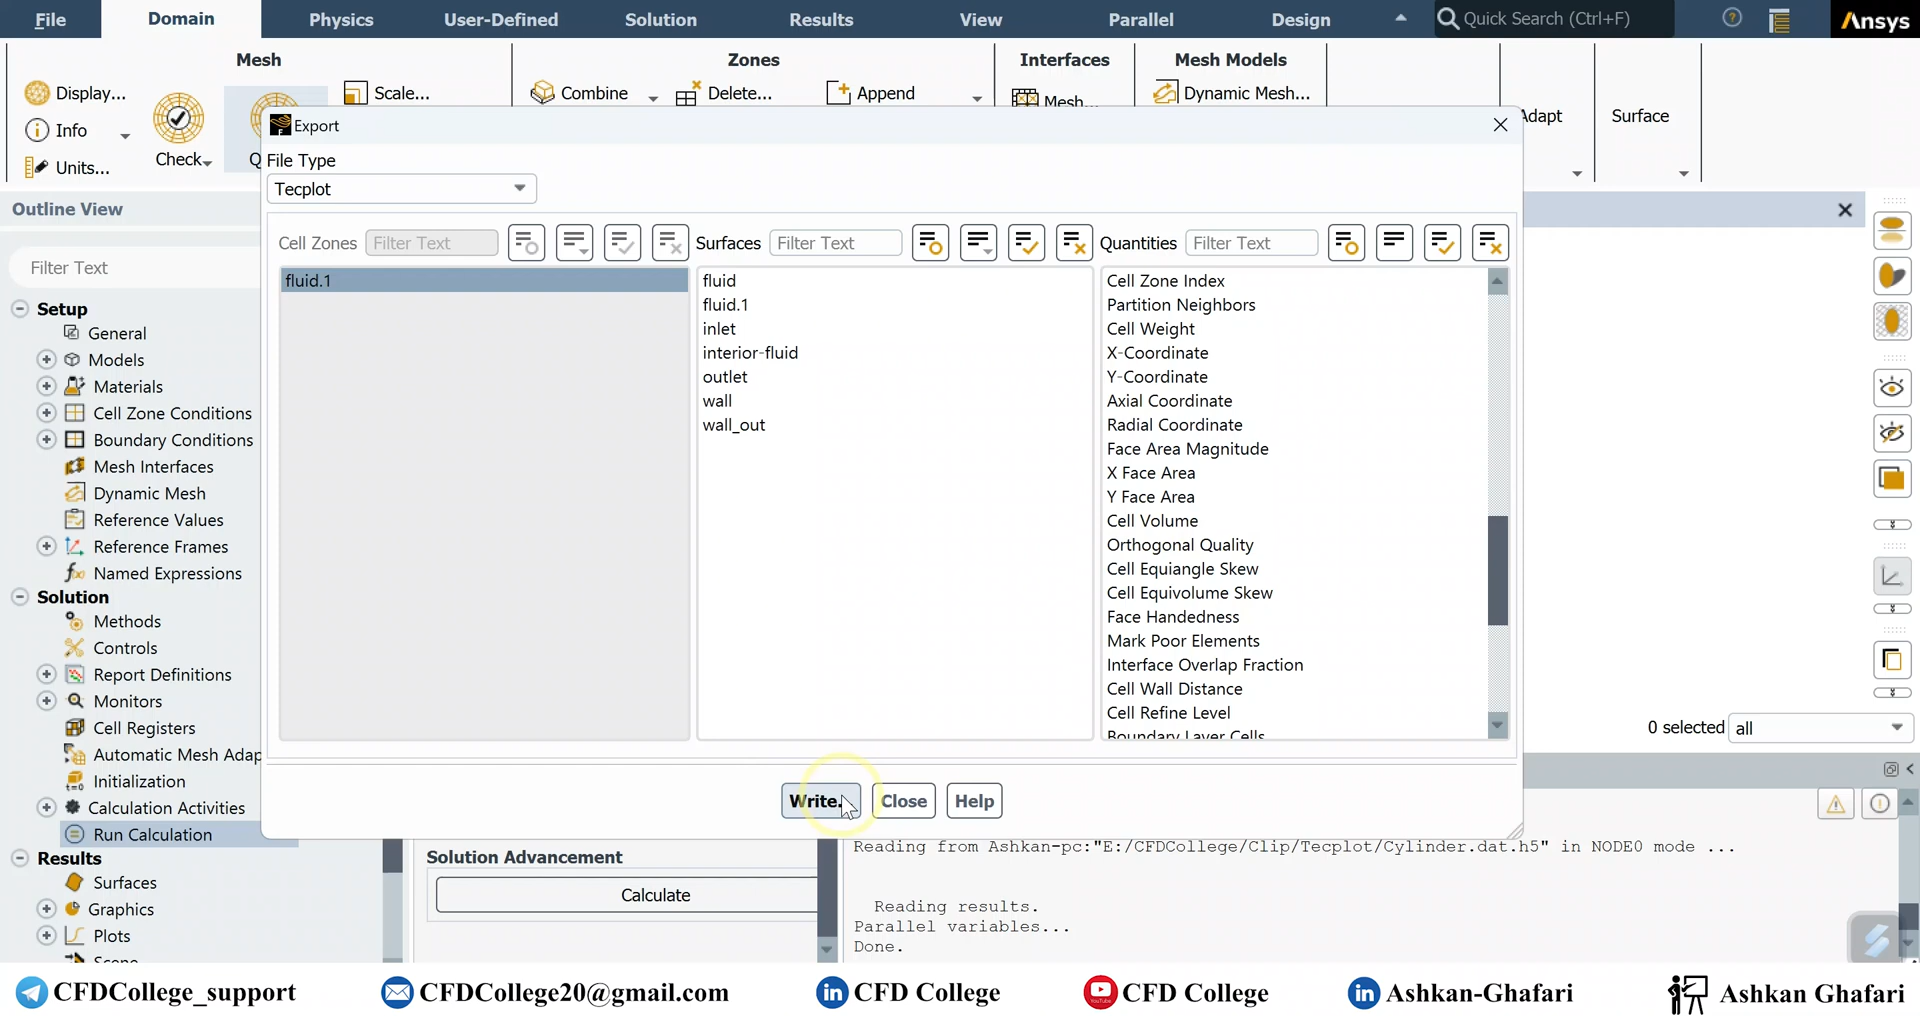 File
Domain
Physics
User-Defined
Solution
Results
View
Parallel
Design
Quick Search (Ctrl+F)
Ansys
Mesh
Zones
Interfaces
Mesh Models
Display...
Info
Units...
Check
Q
Scale...
Combine
Delete...
Append
Mesh...
Dynamic Mesh...
Adapt
Surface
Export
File Type
Tecplot
Outline View
Filter Text
Setup
General
Models
Materials
Cell Zone Conditions
Boundary Conditions
Mesh Interfaces
Dynamic Mesh
Reference Values
Reference Frames
Named Expressions
Solution
Methods
Controls
Report Definitions
Monitors
Cell Registers
Automatic Mesh Adap
Initialization
Calculation Activities
Run Calculation
Results
Surfaces
Graphics
Plots
Scene
Cell Zones
Filter Text
fluid.1
Surfaces
Filter Text
fluid
fluid.1
inlet
interior-fluid
outlet
wall
wall_out
Quantities
Filter Text
Cell Zone Index
Partition Neighbors
Cell Weight
X-Coordinate
Y-Coordinate
Axial Coordinate
Radial Coordinate
Face Area Magnitude
X Face Area
Y Face Area
Cell Volume
Orthogonal Quality
Cell Equiangle Skew
Cell Equivolume Skew
Face Handedness
Mark Poor Elements
Interface Overlap Fraction
Cell Wall Distance
Cell Refine Level
Boundary Layer Cells
Write.
Close
Help
0 selected
all
Solution Advancement
Calculate
Reading from Ashkan-pc:"E:/CFDCollege/Clip/Tecplot/Cylinder.dat.h5" in NODE0 mode ...
Reading results.
Parallel variables...
Done.
CFDCollege_support
CFDCollege20@gmail.com
CFD College
CFD College
Ashkan-Ghafari
Ashkan Ghafari